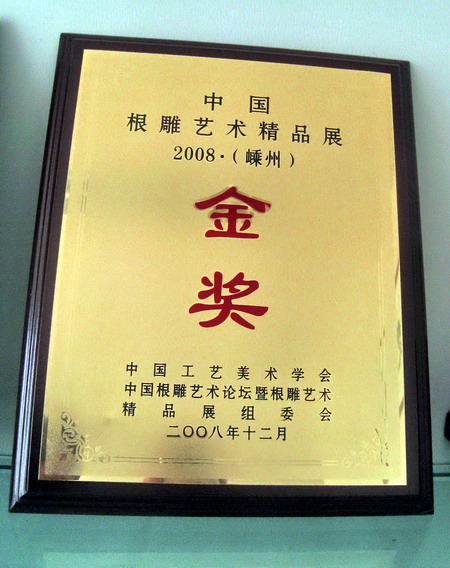 中国
根雕艺术精品展
2008·(嵊州)
金
奖
中国工艺美术学会
中国根雕艺术论坛暨根雕艺术
精品展组委会
二〇〇八年十二月